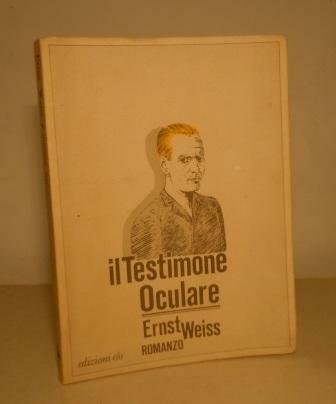 il Testimone
Oculare
Ernst Weiss
ROMANZO
edizioni e/o